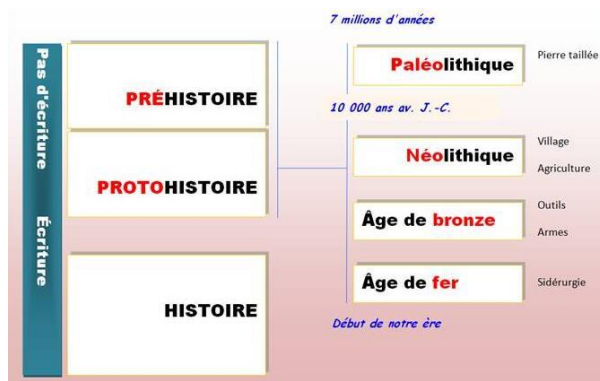 7 millions d'années
Pas d'écriture
Écriture
PRÉHISTOIRE
PROTOHISTOIRE
HISTOIRE
Paléolithique
Pierre taillée
10 000 ans av. J.-C.
Néolithique
Village
Agriculture
Âge de bronze
Outils
Armes
Âge de fer
Sidérurgie
Début de notre ère